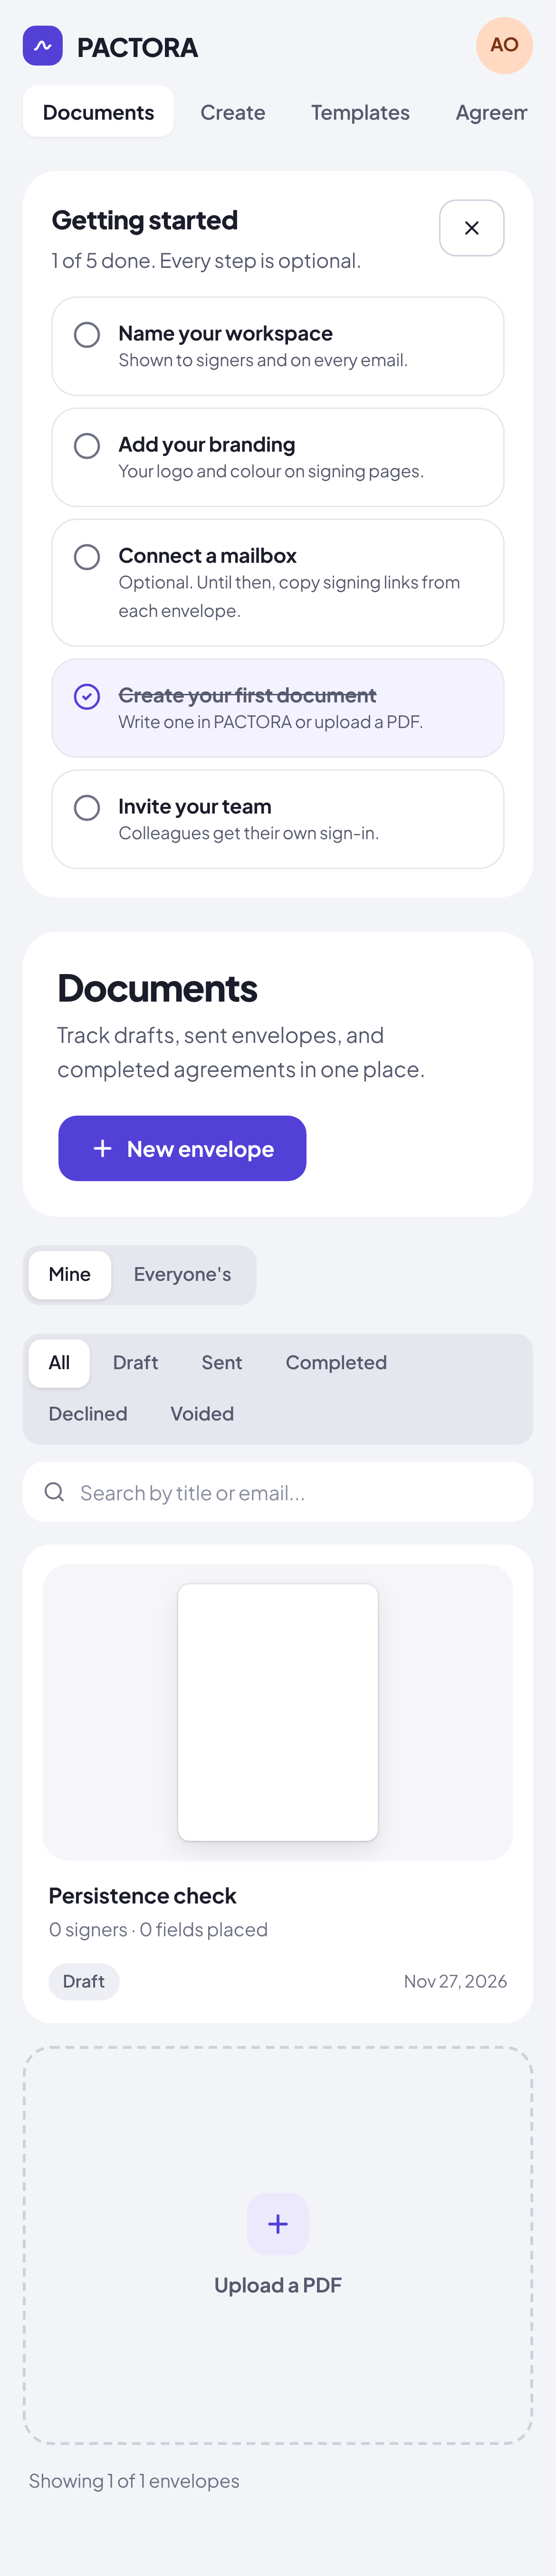 PACTORA
AO
Documents
Create
Templates
Agreem
Getting started
1 of 5 done. Every step is optional.
Name your workspace
Shown to signers and on every email.
Add your branding
Your logo and colour on signing pages.
Connect a mailbox
Optional. Until then, copy signing links from
each envelope.
Create your first document
Write one in PACTORA or upload a PDF.
Invite your team
Colleagues get their own sign-in.
Documents
Track drafts, sent envelopes, and
completed agreements in one place.
New envelope
Mine
Everyone's
All
Draft
Sent
Completed
Declined
Voided
Search by title or email...
Persistence check
0 signers · 0 fields placed
Draft
Nov 27, 2026
Upload a PDF
Showing 1 of 1 envelopes